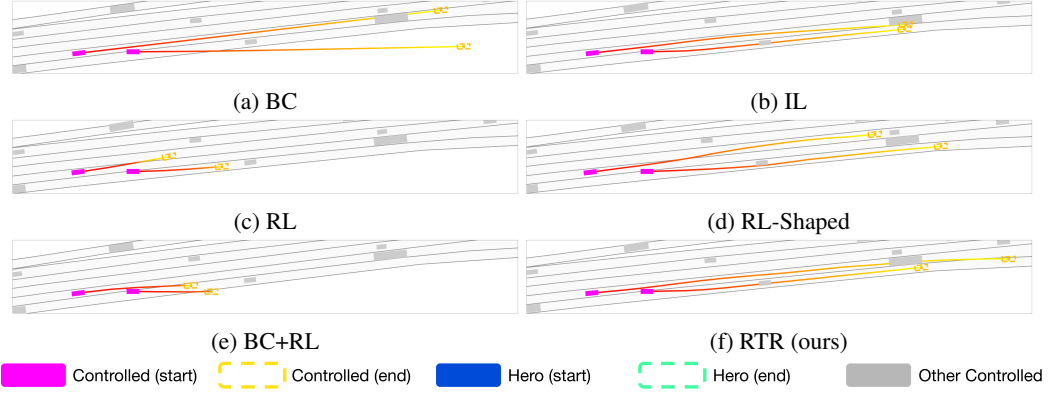 (a) BC
(b) IL
(c) RL
(d) RL-Shaped
(e) BC+RL
(f) RTR (ours)
Controlled (start)
Controlled (end)
Hero (start)
Hero (end)
Other Controlled